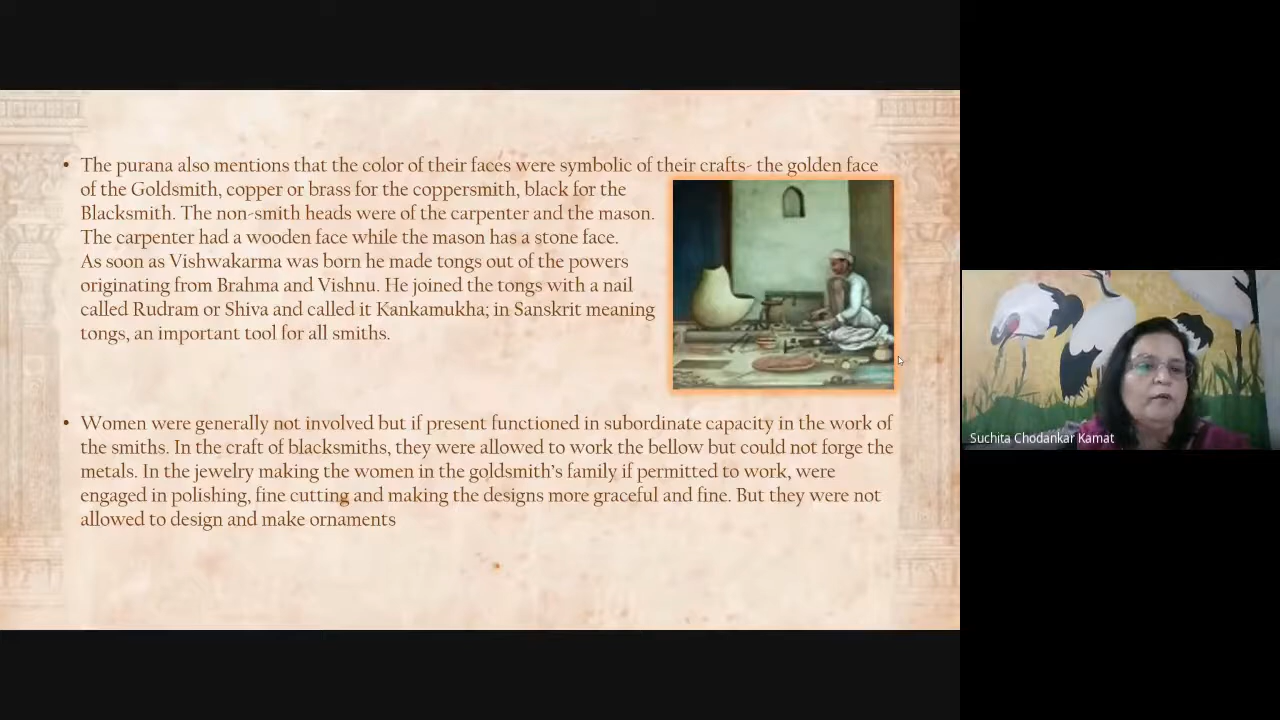 • The purana also mentions that the color of their faces were symbolic of their crafts- the golden face
of the Goldsmith, copper or brass for the coppersmith, black for the
Blacksmith. The non-smith heads were of the carpenter and the mason.
The carpenter had a wooden face while the mason has a stone face.
As soon as Vishwakarma was born he made tongs out of the powers
originating from Brahma and Vishnu. He joined the tongs with a nail
called Rudram or Shiva and called it Kankamukha; in Sanskrit meaning
tongs, an important tool for all smiths.
• Women were generally not involved but if present functioned in subordinate capacity in the work of
the smiths. In the craft of blacksmiths, they were allowed to work the bellow but could not forge the
metals. In the jewelry making the women in the goldsmith's family if permitted to work, were
engaged in polishing, fine cutting and making the designs more graceful and fine. But they were not
allowed to design and make ornaments
Suchita Chodankar Kamat